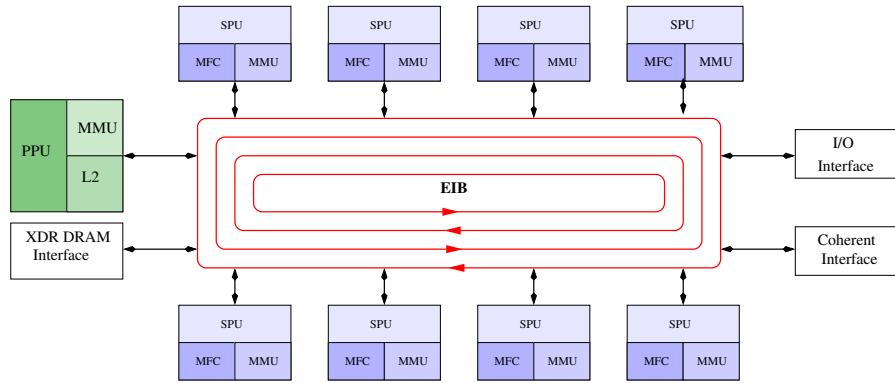 SPU SPU SPU SPU
MFC MMU MFC MMU MFC MMU MFC MMU
PPU MMU
L2
I/O
Interface
EIB
XDR DRAM
Interface
Coherent
Interface
SPU SPU SPU SPU
MFC MMU MFC MMU MFC MMU MFC MMU